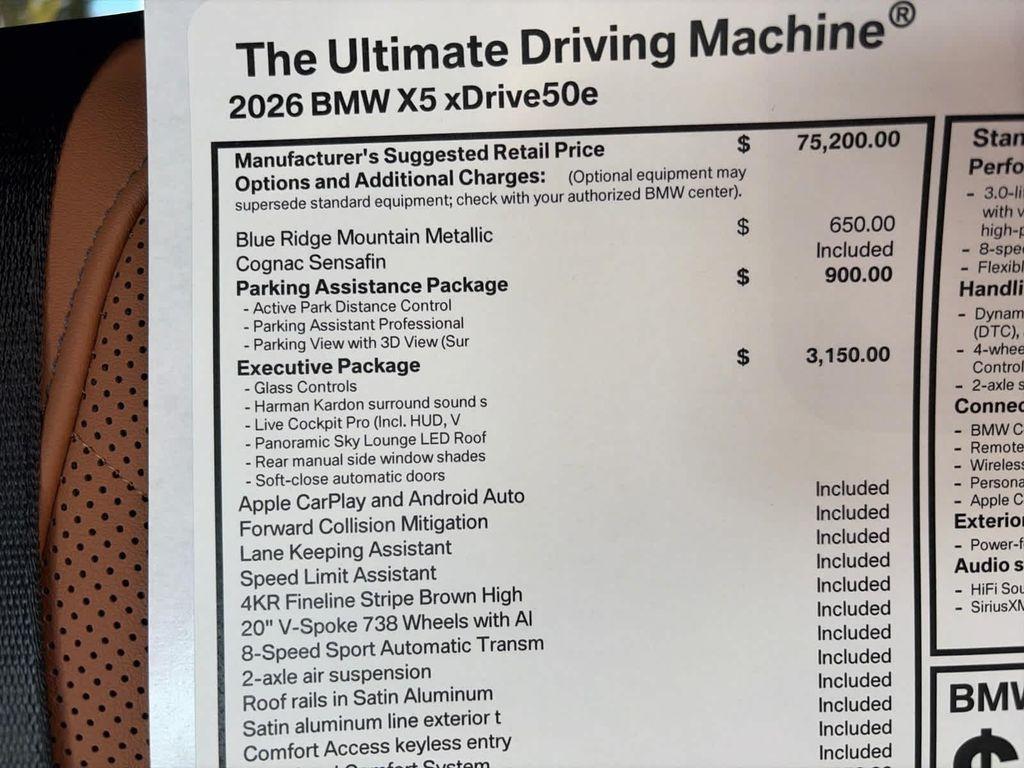 The Ultimate Driving Machine®
2026 BMW X5 xDrive50e
Manufacturer's Suggested Retail Price $ 75,200.00
Options and Additional Charges: (Optional equipment may
supersede standard equipment; check with your authorized BMW center).
Blue Ridge Mountain Metallic $ 650.00
Cognac Sensafin Included
Parking Assistance Package $ 900.00
- Active Park Distance Control
- Parking Assistant Professional
- Parking View with 3D View (Sur
Executive Package $ 3,150.00
- Glass Controls
- Harman Kardon surround sound s
- Live Cockpit Pro (Incl. HUD, V
- Panoramic Sky Lounge LED Roof
- Rear manual side window shades
- Soft-close automatic doors
Apple CarPlay and Android Auto Included
Forward Collision Mitigation Included
Lane Keeping Assistant Included
Speed Limit Assistant Included
4KR Fineline Stripe Brown High Included
20" V-Spoke 738 Wheels with Al Included
8-Speed Sport Automatic Transm Included
2-axle air suspension Included
Roof rails in Satin Aluminum Included
Satin aluminum line exterior t Included
Comfort Access keyless entry Included
Comfort System Included
Stan
Perfo
- 3.0-li
with v
high-p
- 8-spee
- Flexibl
Handli
- Dynam
(DTC),
- 4-whee
Control
- 2-axle s
Connec
- BMW C
- Remote
- Wireless
- Persona
- Apple C
Exterior
- Power-f
Audio s
- HiFi Sou
- SiriusXM
BMW